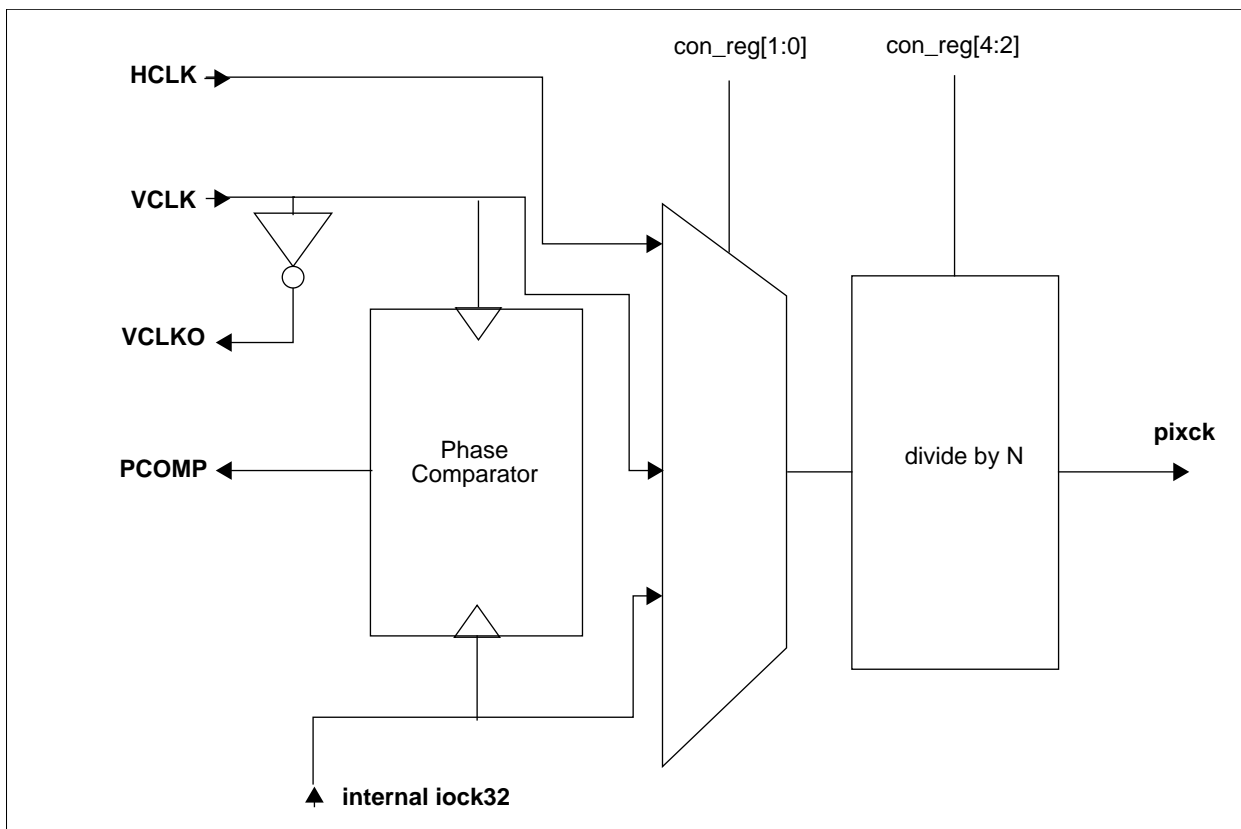 con_reg[1:0]
con_reg[4:2]
HCLK
VCLK
VCLKO
PCOMP
Phase
Comparator
divide by N
pixck
internal iock32